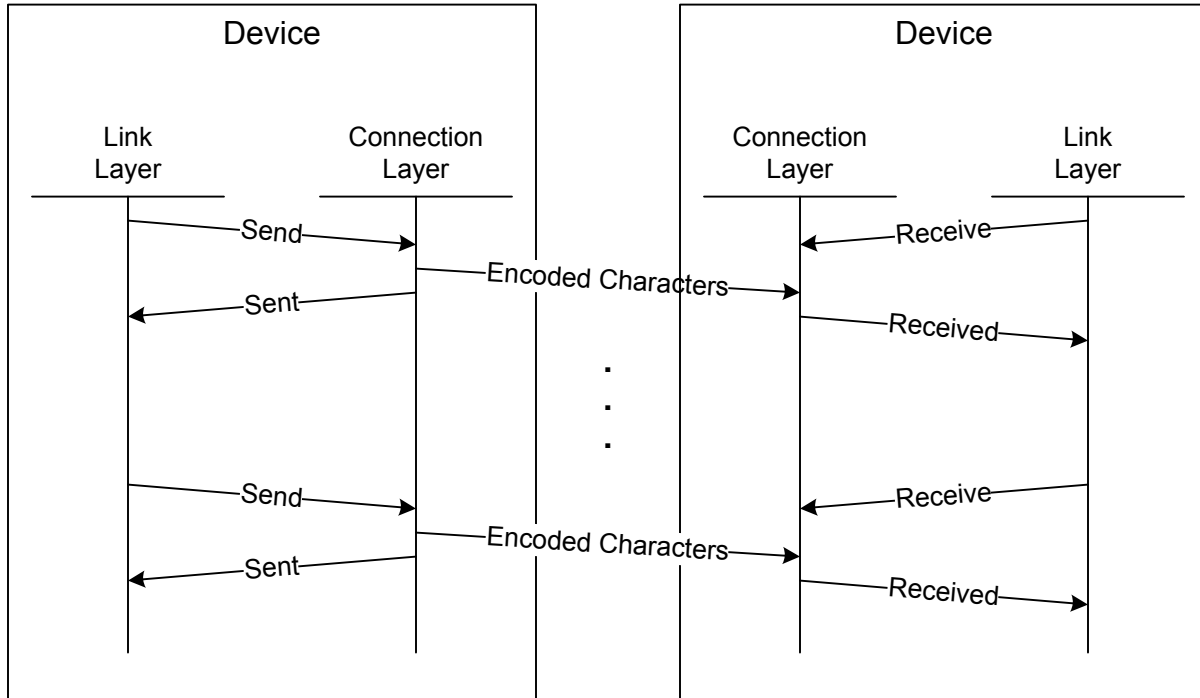 Device
Device
Link
Layer
Connection
Layer
Connection
Layer
Link
Layer
Send
Receive
Encoded Characters
Sent
Received
.
.
.
Send
Receive
Encoded Characters
Sent
Received